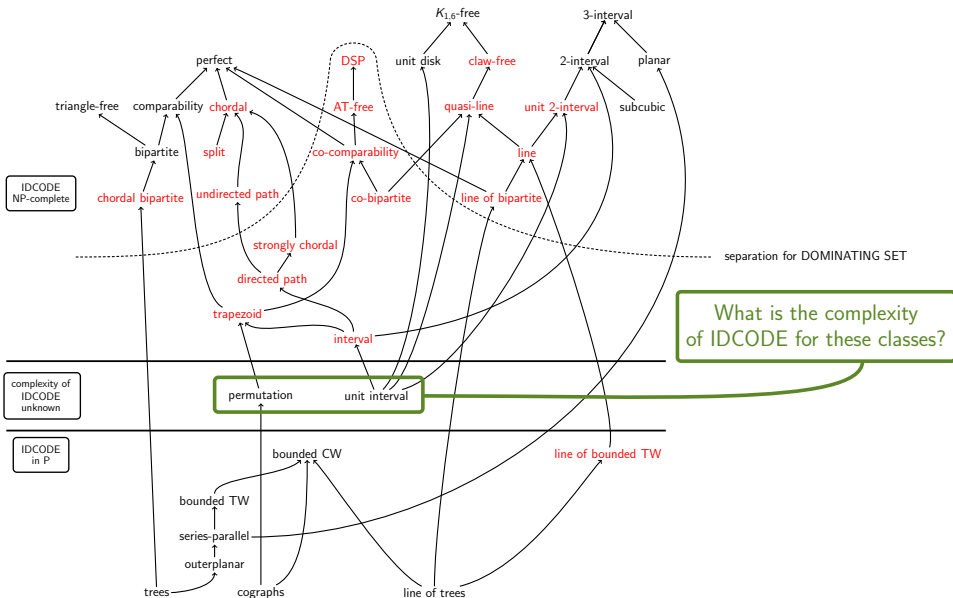 K1,6-free
3-interval
perfect
DSP
unit disk
claw-free
2-interval
planar
triangle-free
comparability
chordal
AT-free
quasi-line
unit 2-interval
subcubic
bipartite
split
co-comparability
line
IDCODE
NP-complete
chordal bipartite
undirected path
co-bipartite
line of bipartite
strongly chordal
separation for DOMINATING SET
directed path
trapezoid
interval
What is the complexity
of IDCODE for these classes?
complexity of
IDCODE
unknown
permutation
unit interval
IDCODE
in P
bounded CW
line of bounded TW
bounded TW
series-parallel
outerplanar
trees
cographs
line of trees